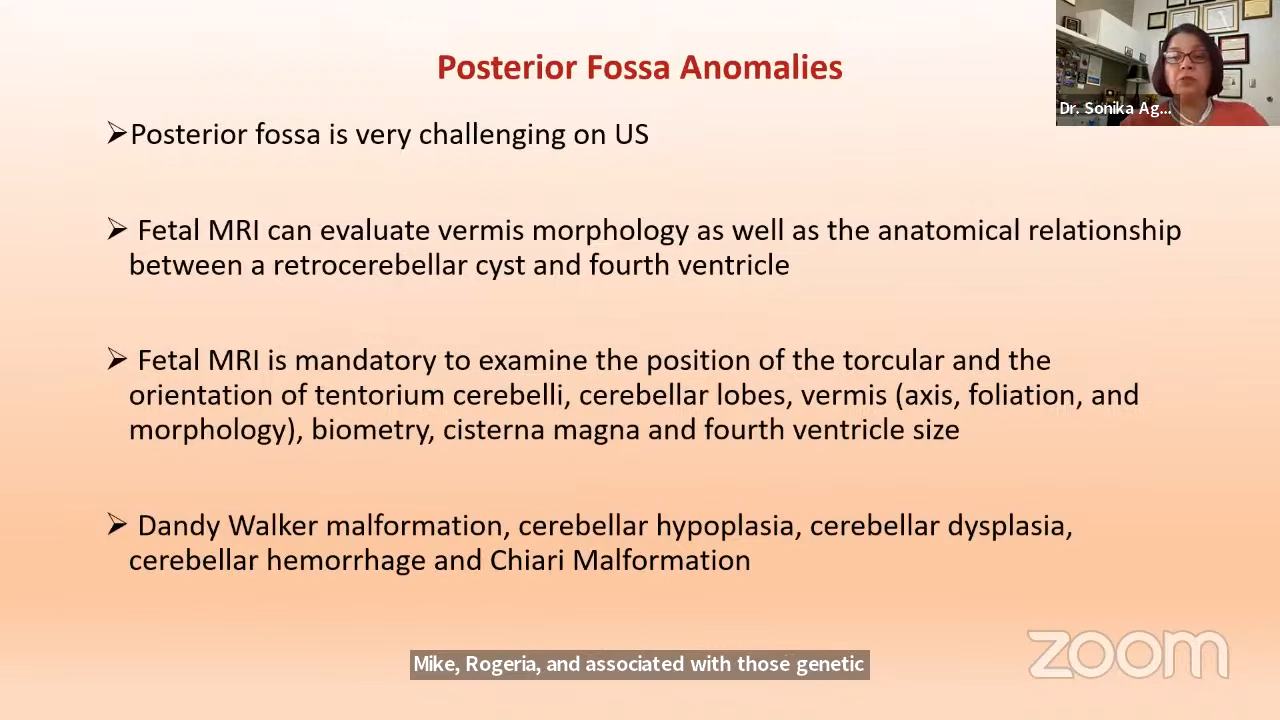 Posterior Fossa Anomalies
Dr. Sonika Ag...
➢Posterior fossa is very challenging on US
➢ Fetal MRI can evaluate vermis morphology as well as the anatomical relationship
between a retrocerebellar cyst and fourth ventricle
➢ Fetal MRI is mandatory to examine the position of the torcular and the
orientation of tentorium cerebelli, cerebellar lobes, vermis (axis, foliation, and
morphology), biometry, cisterna magna and fourth ventricle size
➢ Dandy Walker malformation, cerebellar hypoplasia, cerebellar dysplasia,
cerebellar hemorrhage and Chiari Malformation
zoom
Mike, Rogeria, and associated with those genetic